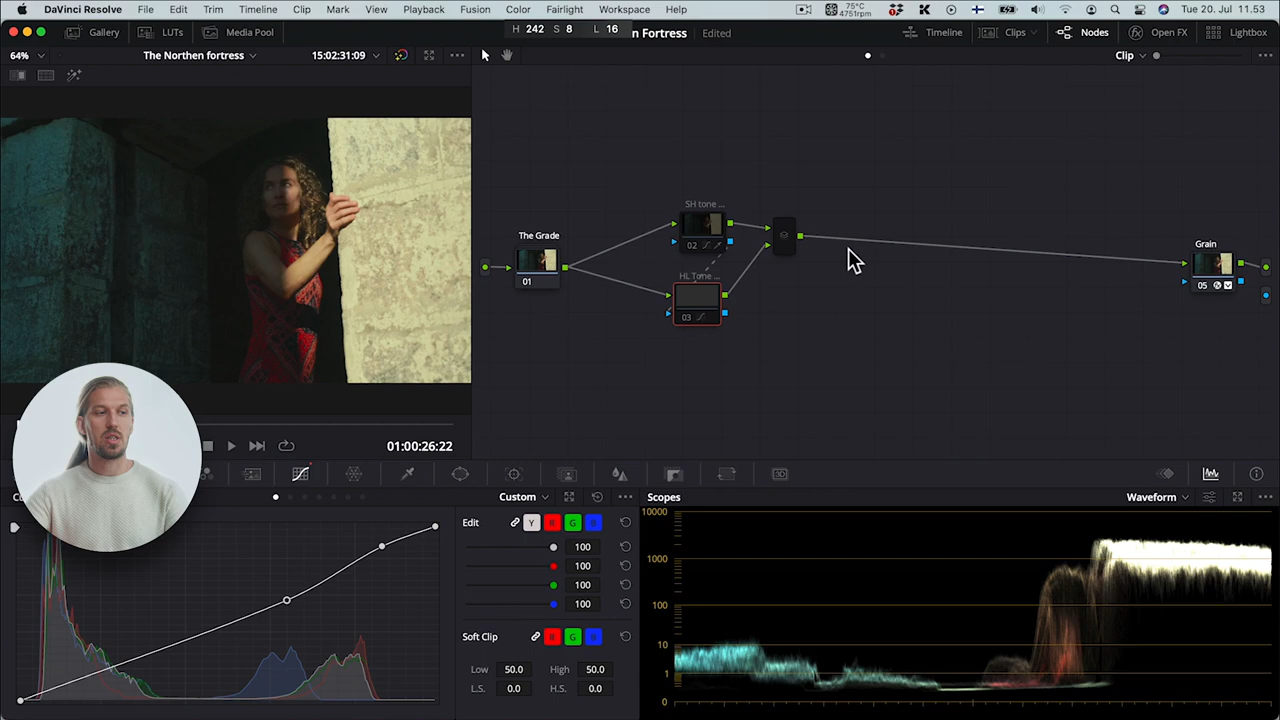 DaVinci Resolve File Edit Trim Timeline Clip Mark View Playback Fusion Color Fairlight Workspace Help 75°C 4751rpm Tue 20. Jul 11.53
Gallery LUTs Media Pool H 242 S 8 L 16 n Fortress Edited Timeline Clips Nodes Open FX Lightbox
64% The Northen fortress 15:02:31:09 Clip
SH tone ...
02
The Grade
01
HL Tone ...
03
Grain
05
01:00:26:22
3D
Custom
Scopes Waveform
Edit Y R G B
100
100
100
100
Soft Clip R G B
Low 50.0 High 50.0
L.S. 0.0 H.S. 0.0
10000
1000
100
10
1
0